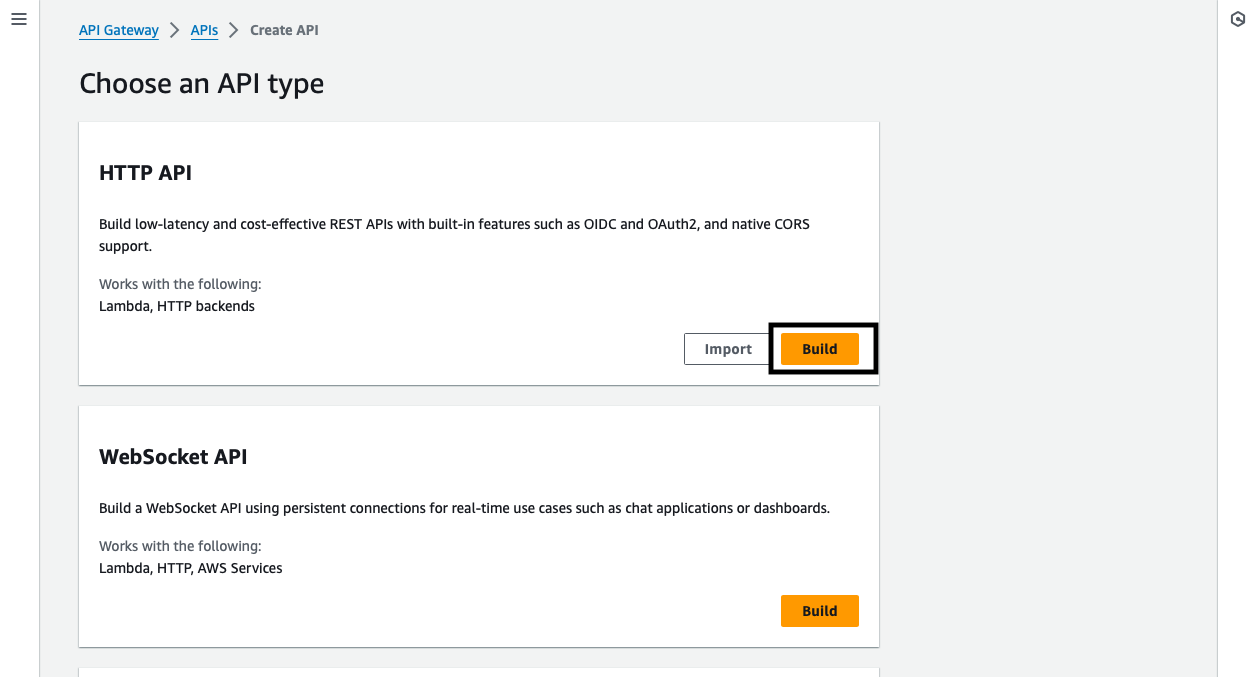 API Gateway > APIs > Create API
Choose an API type
HTTP API
Build low-latency and cost-effective REST APIs with built-in features such as OIDC and OAuth2, and native CORS
support.
Works with the following:
Lambda, HTTP backends
Import Build
WebSocket API
Build a WebSocket API using persistent connections for real-time use cases such as chat applications or dashboards.
Works with the following:
Lambda, HTTP, AWS Services
Build